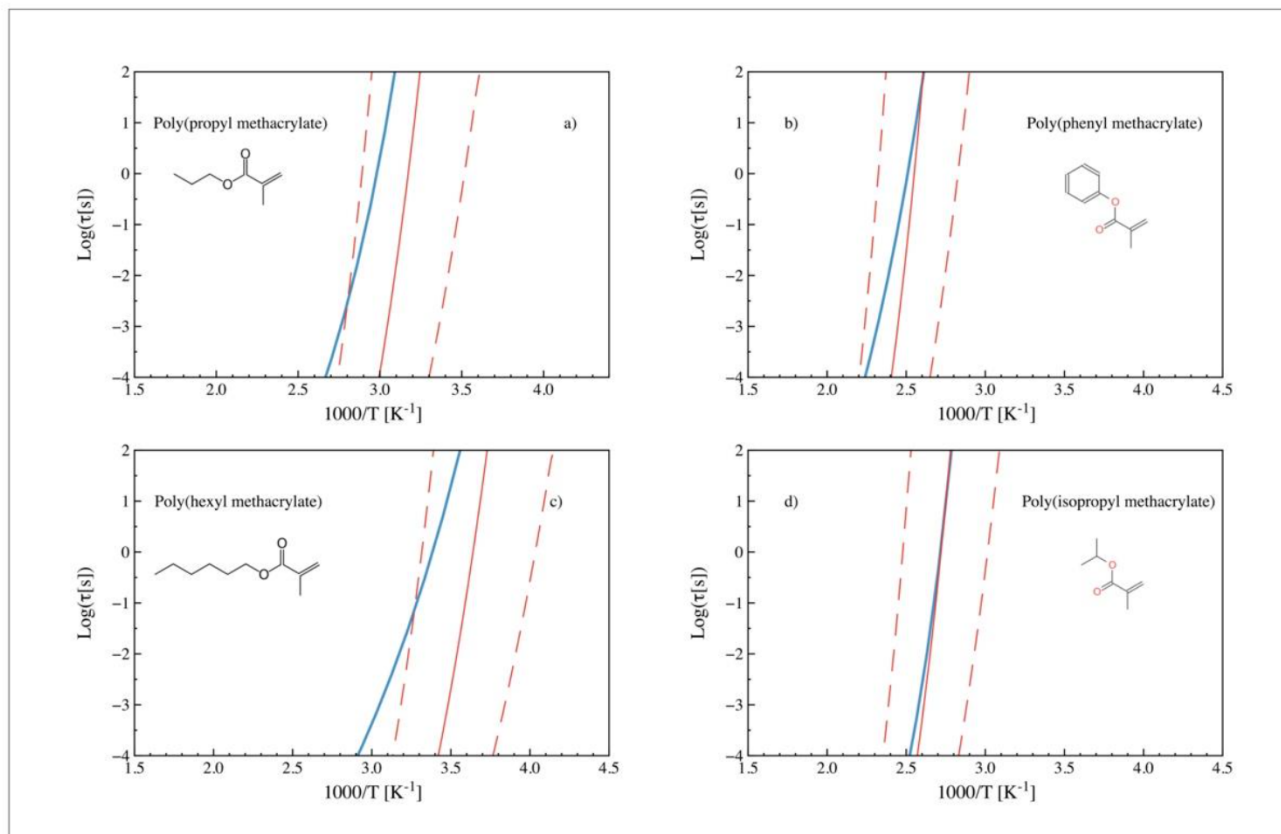 Poly(propyl methacrylate)
a)
O
O
Log(τ[s])
2
1
0
−1
−2
−3
−4
1.5 2.0 2.5 3.0 3.5 4.0
1000/T [K⁻¹]
b)
Poly(phenyl methacrylate)
O
O
Log(τ[s])
2
1
0
−1
−2
−3
−4
1.5 2.0 2.5 3.0 3.5 4.0 4.5
1000/T [K⁻¹]
Poly(hexyl methacrylate)
c)
O
O
Log(τ[s])
2
1
0
−1
−2
−3
−4
1.5 2.0 2.5 3.0 3.5 4.0 4.5
1000/T [K⁻¹]
d)
Poly(isopropyl methacrylate)
O
O
Log(τ[s])
2
1
0
−1
−2
−3
−4
1.5 2.0 2.5 3.0 3.5 4.0 4.5
1000/T [K⁻¹]